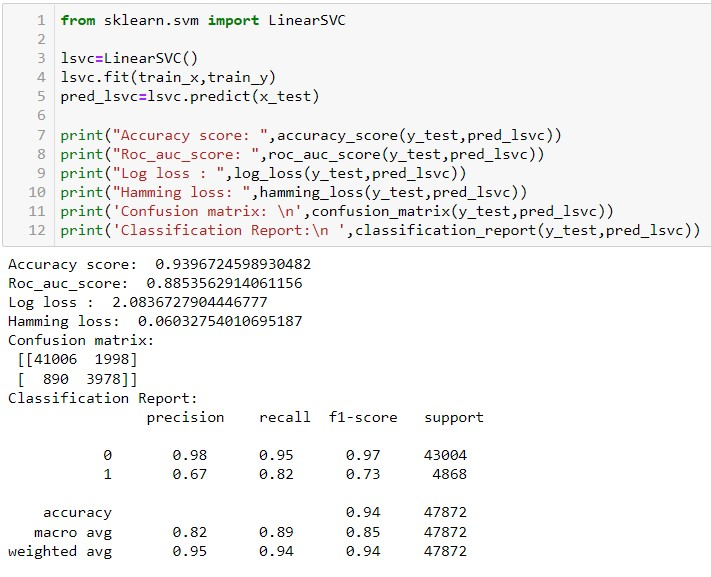 1 from sklearn.svm import LinearSVC
2
3 lsvc=LinearSVC()
4 lsvc.fit(train_x,train_y)
5 pred_lsvc=lsvc.predict(x_test)
6
7 print("Accuracy score: ",accuracy_score(y_test,pred_lsvc))
8 print("Roc_auc_score: ",roc_auc_score(y_test,pred_lsvc))
9 print("Log loss : ",log_loss(y_test,pred_lsvc))
10 print("Hamming loss: ",hamming_loss(y_test,pred_lsvc))
11 print('Confusion matrix: \n',confusion_matrix(y_test,pred_lsvc))
12 print('Classification Report:\n ',classification_report(y_test,pred_lsvc))
Accuracy score:  0.9396724598930482
Roc_auc_score:  0.8853562914061156
Log loss :  2.0836727904446777
Hamming loss:  0.06032754010695187
Confusion matrix:
 [[41006  1998]
 [  890  3978]]
Classification Report:
                precision    recall  f1-score   support
           0       0.98      0.95      0.97     43004
           1       0.67      0.82      0.73      4868
    accuracy                           0.94     47872
   macro avg       0.82      0.89      0.85     47872
weighted avg       0.95      0.94      0.94     47872